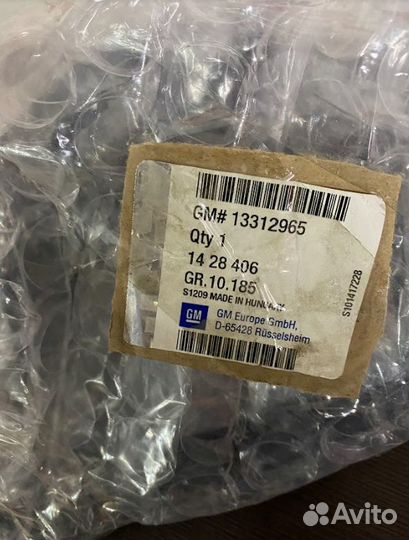 GM# 13312965
Qty 1
14 28 406
GR.10.185
S1209 MADE IN HUNGARY
GM
GM Europe GmbH,
D-65428 Rüsselsheim
S101417228
Avito